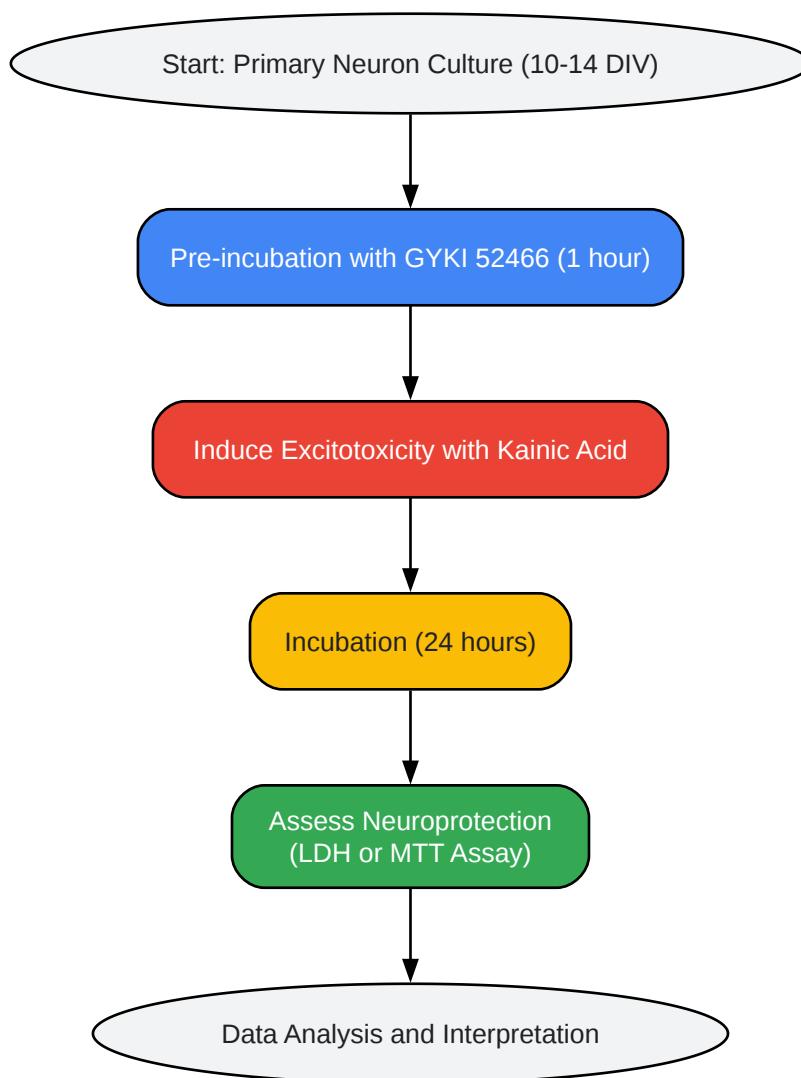 Start: Primary Neuron Culture (10-14 DIV)
Pre-incubation with GYKI 52466 (1 hour)
Induce Excitotoxicity with Kainic Acid
Incubation (24 hours)
Assess Neuroprotection
(LDH or MTT Assay)
Data Analysis and Interpretation